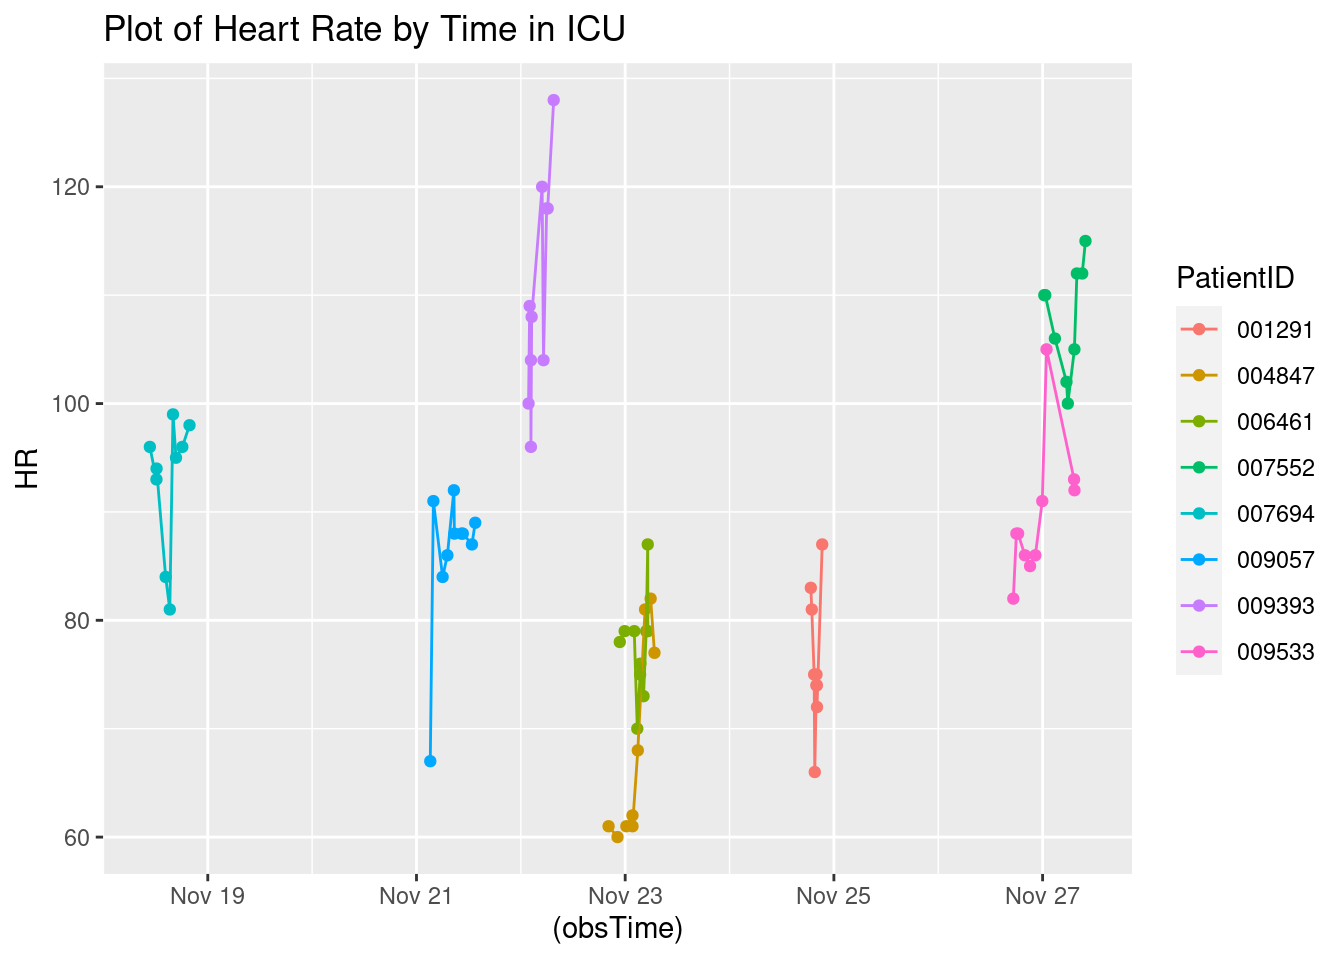 Plot of Heart Rate by Time in ICU
HR
120
100
80
60
Nov 19
Nov 21
Nov 23
Nov 25
Nov 27
(obsTime)
PatientID
001291
004847
006461
007552
007694
009057
009393
009533